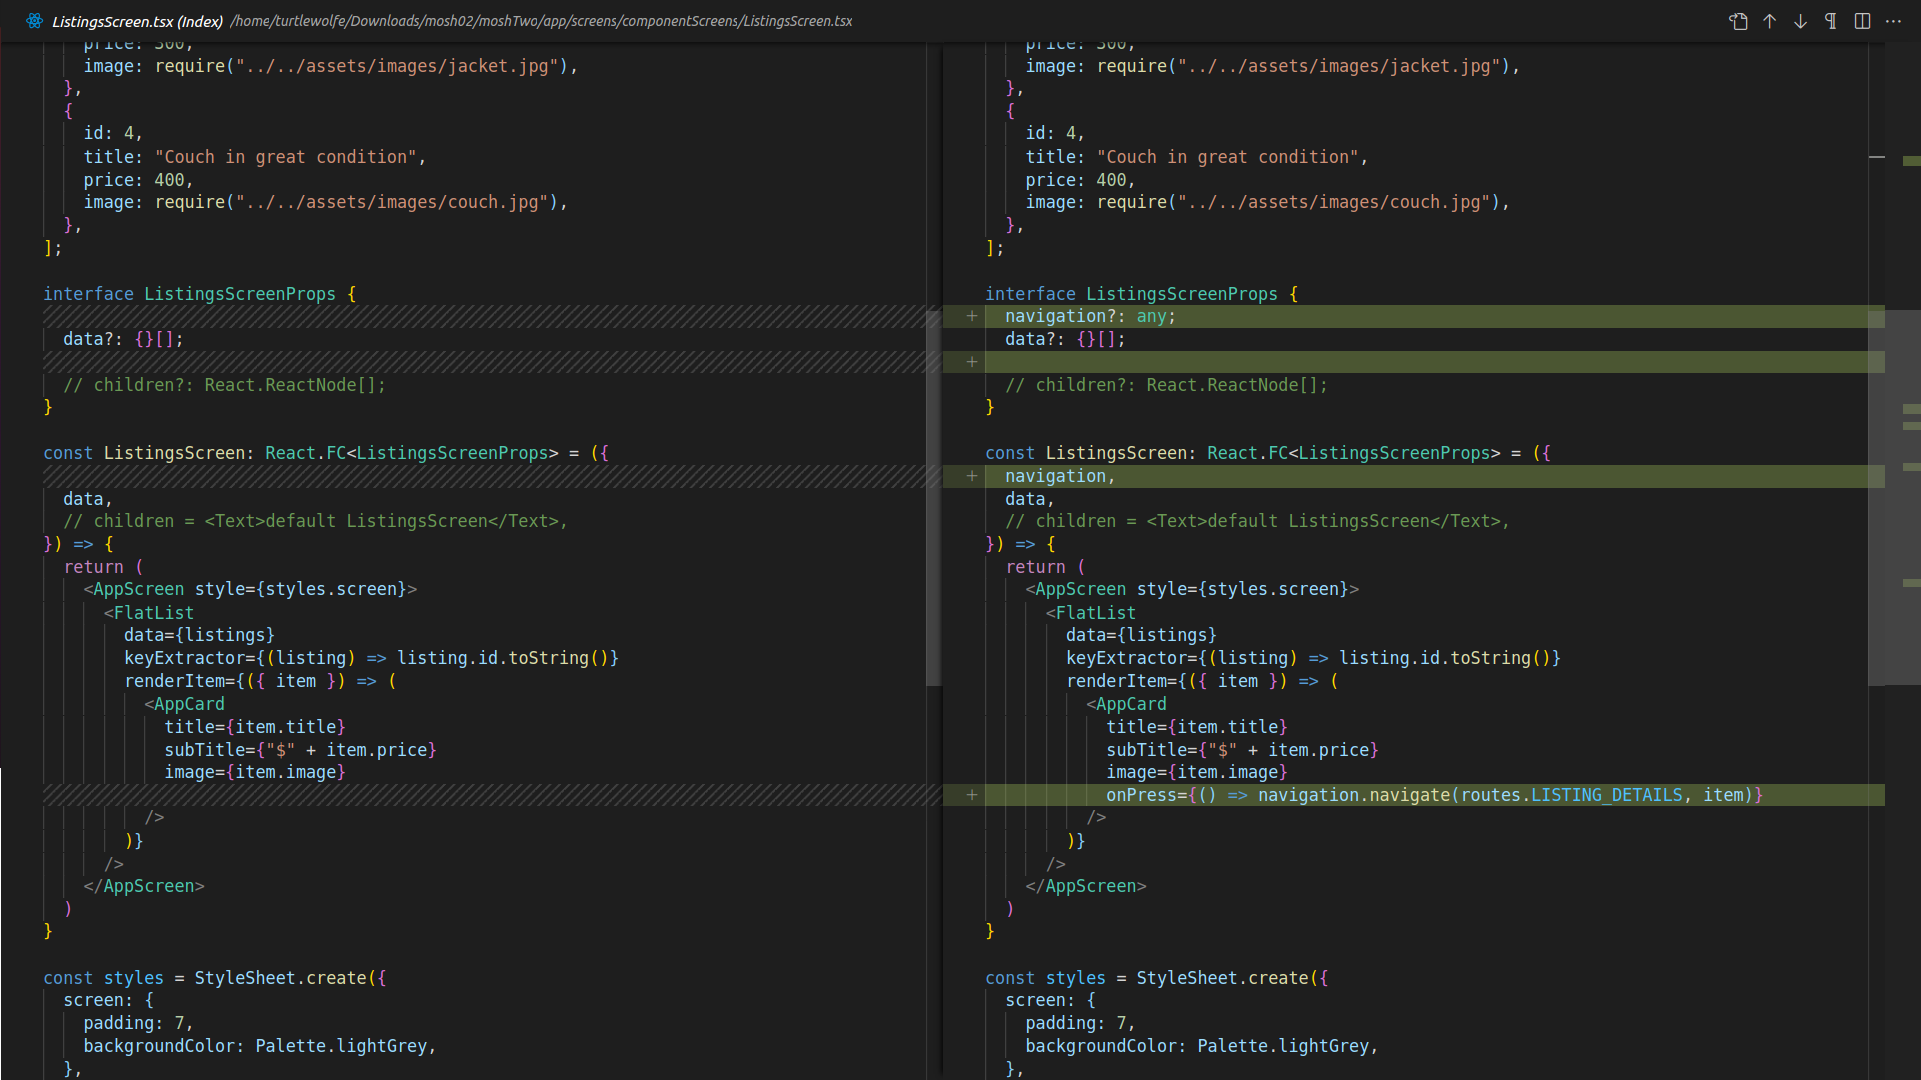 ListingsScreen.tsx (Index) /home/turtlewolfe/Downloads/mosh02/moshTwo/app/screens/componentScreens/ListingsScreen.tsx
price: 300,
image: require("../../assets/images/jacket.jpg"),
},
{
id: 4,
title: "Couch in great condition",
price: 400,
image: require("../../assets/images/couch.jpg"),
},
];
interface ListingsScreenProps {
data?: {}[];
// children?: React.ReactNode[];
}
const ListingsScreen: React.FC<ListingsScreenProps> = ({
data,
// children = <Text>default ListingsScreen</Text>,
}) => {
return (
<AppScreen style={styles.screen}>
<FlatList
data={listings}
keyExtractor={(listing) => listing.id.toString()}
renderItem={({ item }) => (
<AppCard
title={item.title}
subTitle={"$" + item.price}
image={item.image}
/>
)}
/>
</AppScreen>
)
}
const styles = StyleSheet.create({
screen: {
padding: 7,
backgroundColor: Palette.lightGrey,
},
price: 300,
image: require("../../assets/images/jacket.jpg"),
},
{
id: 4,
title: "Couch in great condition",
price: 400,
image: require("../../assets/images/couch.jpg"),
},
];
interface ListingsScreenProps {
+ navigation?: any;
data?: {}[];
+
// children?: React.ReactNode[];
}
const ListingsScreen: React.FC<ListingsScreenProps> = ({
+ navigation,
data,
// children = <Text>default ListingsScreen</Text>,
}) => {
return (
<AppScreen style={styles.screen}>
<FlatList
data={listings}
keyExtractor={(listing) => listing.id.toString()}
renderItem={({ item }) => (
<AppCard
title={item.title}
subTitle={"$" + item.price}
image={item.image}
+ onPress={() => navigation.navigate(routes.LISTING_DETAILS, item)}
/>
)}
/>
</AppScreen>
)
}
const styles = StyleSheet.create({
screen: {
padding: 7,
backgroundColor: Palette.lightGrey,
},